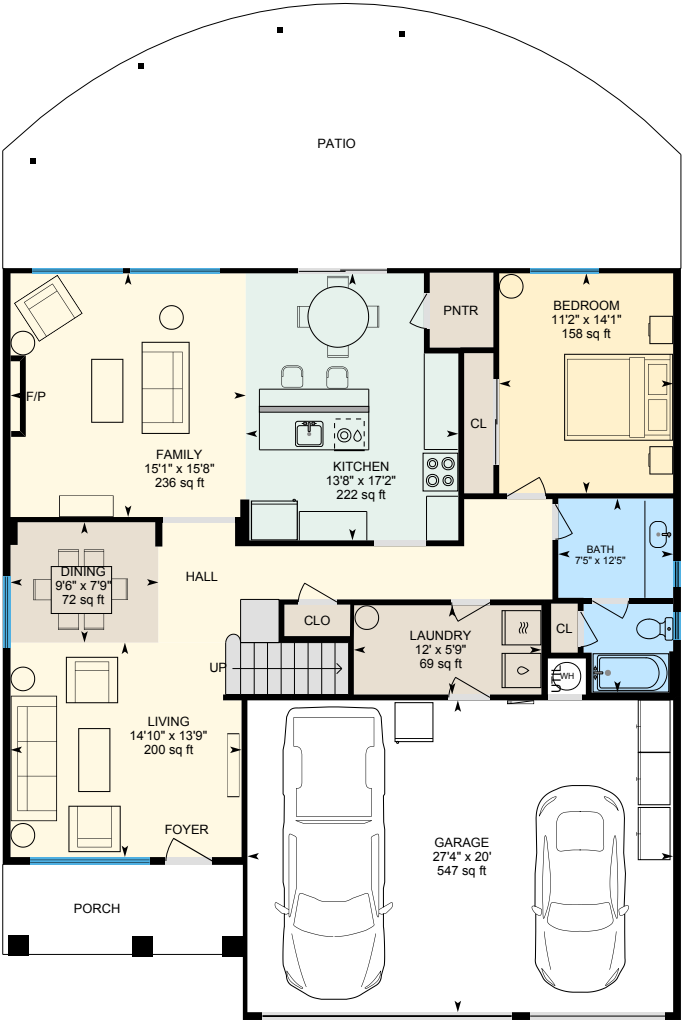 PATIO
PNTR
BEDROOM
11'2" x 14'1"
158 sq ft
F/P
CL
FAMILY
15'1" x 15'8"
236 sq ft
KITCHEN
13'8" x 17'2"
222 sq ft
BATH
7'5" x 12'5"
DINING
9'6" x 7'9"
72 sq ft
HALL
CLO
LAUNDRY
12' x 5'9"
69 sq ft
CL
UP
UTIL
WH
LIVING
14'10" x 13'9"
200 sq ft
FOYER
GARAGE
27'4" x 20'
547 sq ft
PORCH